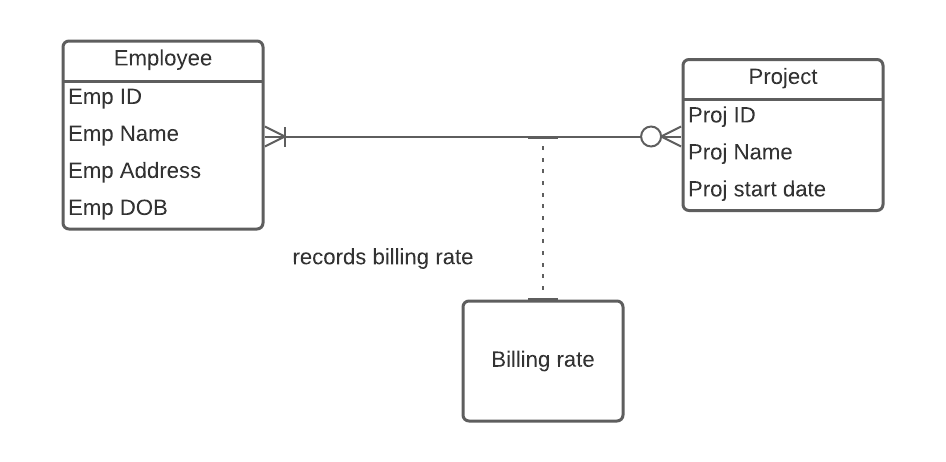 Employee
Emp ID
Emp Name
Emp Address
Emp DOB
Project
Proj ID
Proj Name
Proj start date
records billing rate
Billing rate